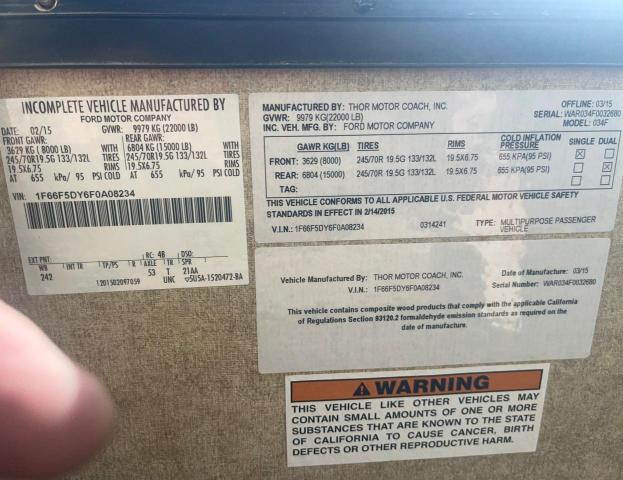 INCOMPLETE VEHICLE MANUFACTURED BY
FORD MOTOR COMPANY
DATE: 02/15 GVWR: 9979 KG (22000 LB)
FRONT GAWR: REAR GAWR:
3629 KG ( 8000 LB) WITH 6804 KG (15000 LB) WITH
245/70R19.5G 133/132L TIRES 245/70R19.5G 133/132L TIRES
19.5X6.75 RIMS 19.5X6.75 RIMS
AT 655 kPa/ 95 PSI COLD AT 655 kPa/ 95 PSI COLD
VIN: 1F66F5DY6F0A08234
EXT PNT: RC: 4B DSO:
WB INT TR TP/PS R AXLE TR SPR
242 53 T 21AA
1201502097059 UNC 5U5A-1520472-BA
MANUFACTURED BY: THOR MOTOR COACH, INC. OFFLINE: 03/15
GVWR: 9979 KG(22000 LB) SERIAL: WAR034F0032680
INC. VEH. MFG. BY: FORD MOTOR COMPANY MODEL: 034F
GAWR KG(LB) TIRES RIMS COLD INFLATION PRESSURE SINGLE DUAL
FRONT: 3629 (8000) 245/70R 19.5G 133/132L 19.5X6.75 655 KPA(95 PSI)
REAR: 6804 (15000) 245/70R 19.5G 133/132L 19.5X6.75 655 KPA(95 PSI)
TAG:
THIS VEHICLE CONFORMS TO ALL APPLICABLE U.S. FEDERAL MOTOR VEHICLE SAFETY
STANDARDS IN EFFECT IN 2/14/2015
V.I.N.: 1F66F5DY6F0A08234 0314241 TYPE: MULTIPURPOSE PASSENGER
VEHICLE
Vehicle Manufactured By: THOR MOTOR COACH, INC. Date of Manufacture: 03/15
V.I.N.: 1F66F5DY6F0A08234 Serial Number: WAR034F0032680
This vehicle contains composite wood products that comply with the applicable California
of Regulations Section 93120.2 formaldehyde emission standards as required on the
date of manufacture.
WARNING
THIS VEHICLE LIKE OTHER VEHICLES MAY
CONTAIN SMALL AMOUNTS OF ONE OR MORE
SUBSTANCES THAT ARE KNOWN TO THE STATE
OF CALIFORNIA TO CAUSE CANCER, BIRTH
DEFECTS OR OTHER REPRODUCTIVE HARM.